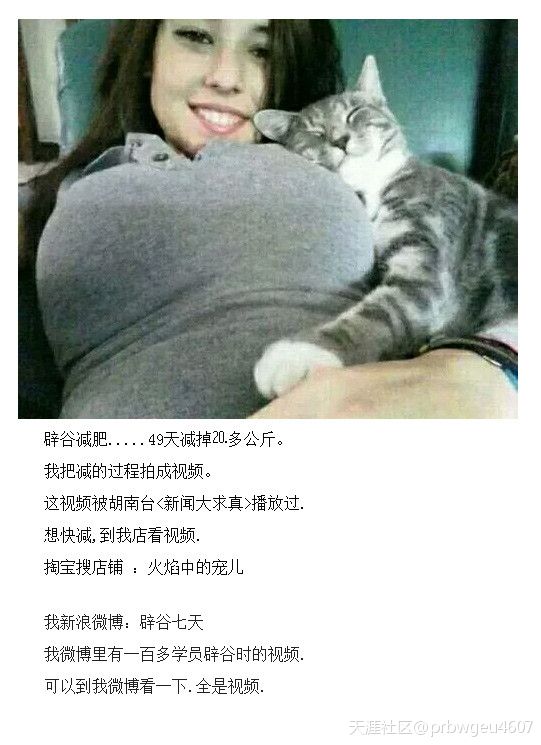 辟谷减肥.....49天减掉20.多公斤。
我把减的过程拍成视频。
这视频被胡南台<新闻大求真>播放过.
想快减,到我店看视频.
掏宝搜店铺 ：火焰中的宠儿
我新浪微博：辟谷七天
我微博里有一百多学员辟谷时的视频.
可以到我微博看一下.全是视频.
天涯社区@prbwgeu4607